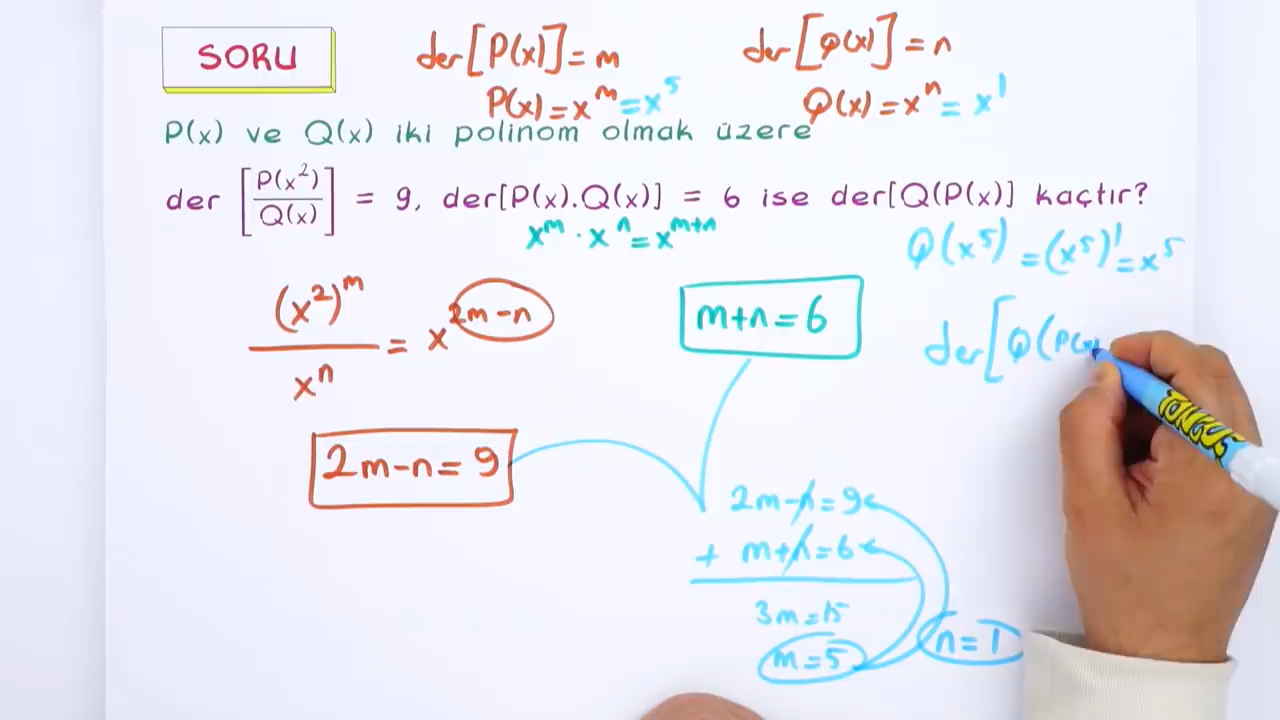 SORU
der[P(x)]=m
der[Q(x)]=n
P(x)=x^m=x^5
Q(x)=x^n=x^1
P(x) ve Q(x) iki polinom olmak üzere
der [P(x²)/Q(x)] = 9, der[P(x).Q(x)] = 6 ise der[Q(P(x)] kaçtır?
x^m · x^n = x^(m+n)
Q(x^5) = (x^5)^1 = x^5
(x²)^m / x^n = x^(2m-n)
m+n=6
der[Q(P(x)
2m-n=9
2m-n=9
+ m+n=6
3m=15
m=5
n=1